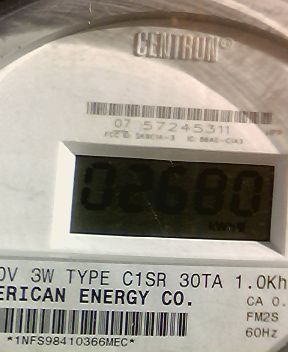 CENTRON®
07 57245311
02680
0V 3W TYPE C1SR 30TA 1.0Kh
ERICAN ENERGY CO.
CA 0.
FM2S
60Hz
*1NFS98410366MEC*